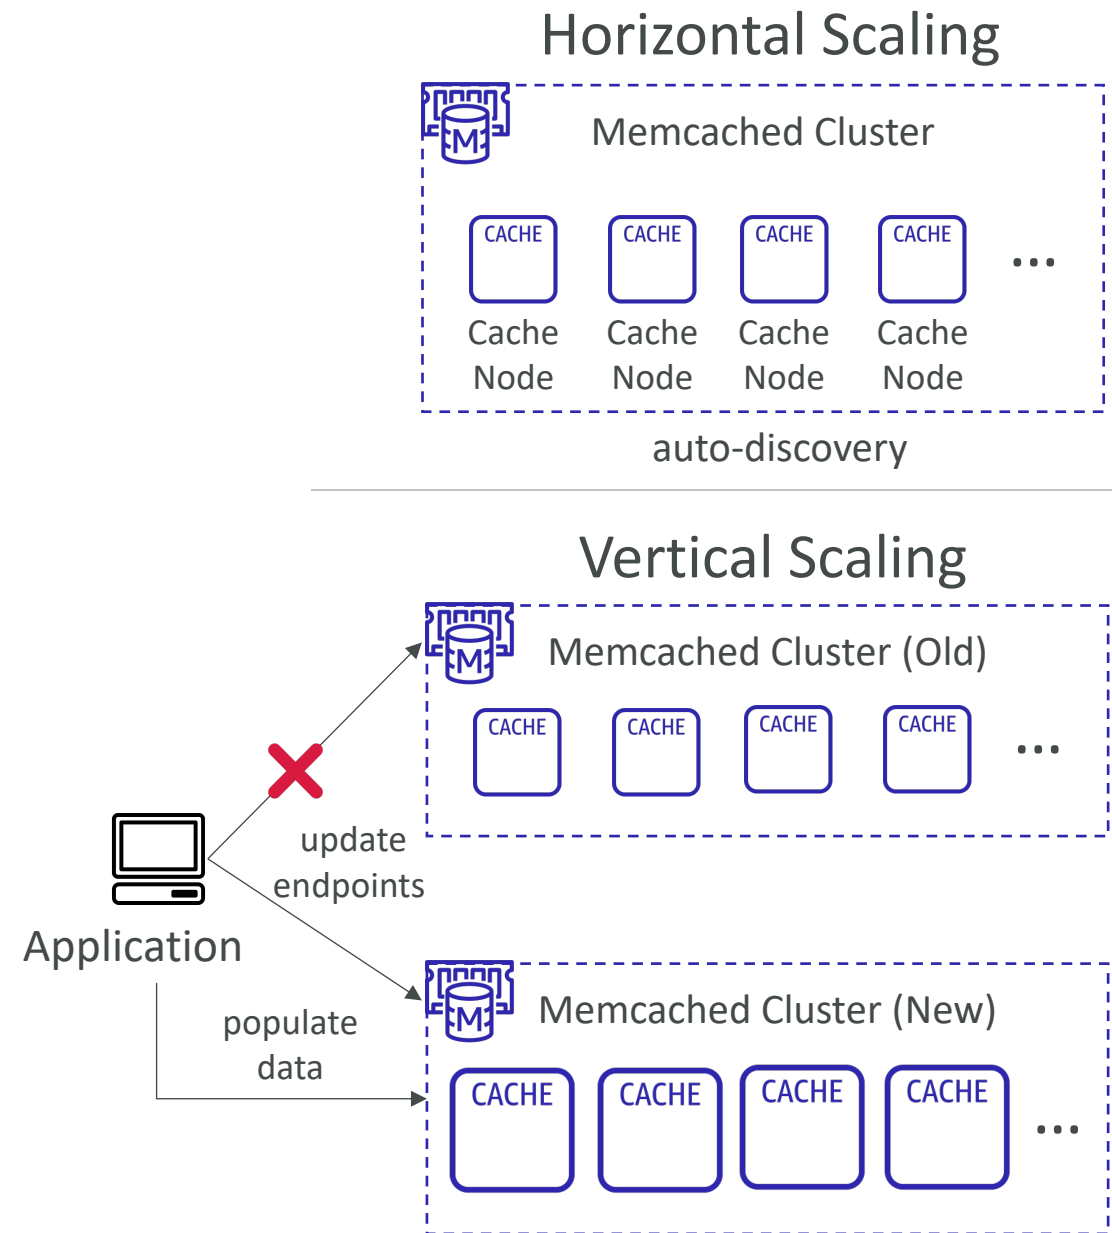 Horizontal Scaling
M
Memcached Cluster
CACHE CACHE CACHE CACHE
...
Cache Cache Cache Cache
Node Node Node Node
auto-discovery
Vertical Scaling
M
Memcached Cluster (Old)
CACHE CACHE CACHE CACHE
...
update
endpoints
Application
M
Memcached Cluster (New)
populate
data
CACHE CACHE CACHE CACHE
...